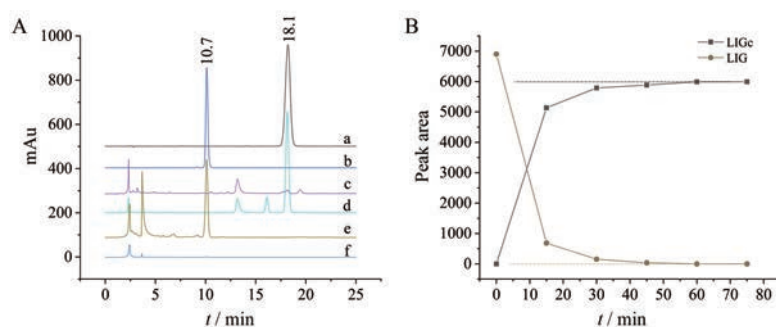 A
1000
800
600
400
200
0
mAu
10.7
18.1
a
b
c
d
e
f
0 5 10 15 20 25
t / min
B
7000
6000
5000
4000
3000
2000
1000
0
Peak area
LIGc
LIG
0 10 20 30 40 50 60 70 80
t / min